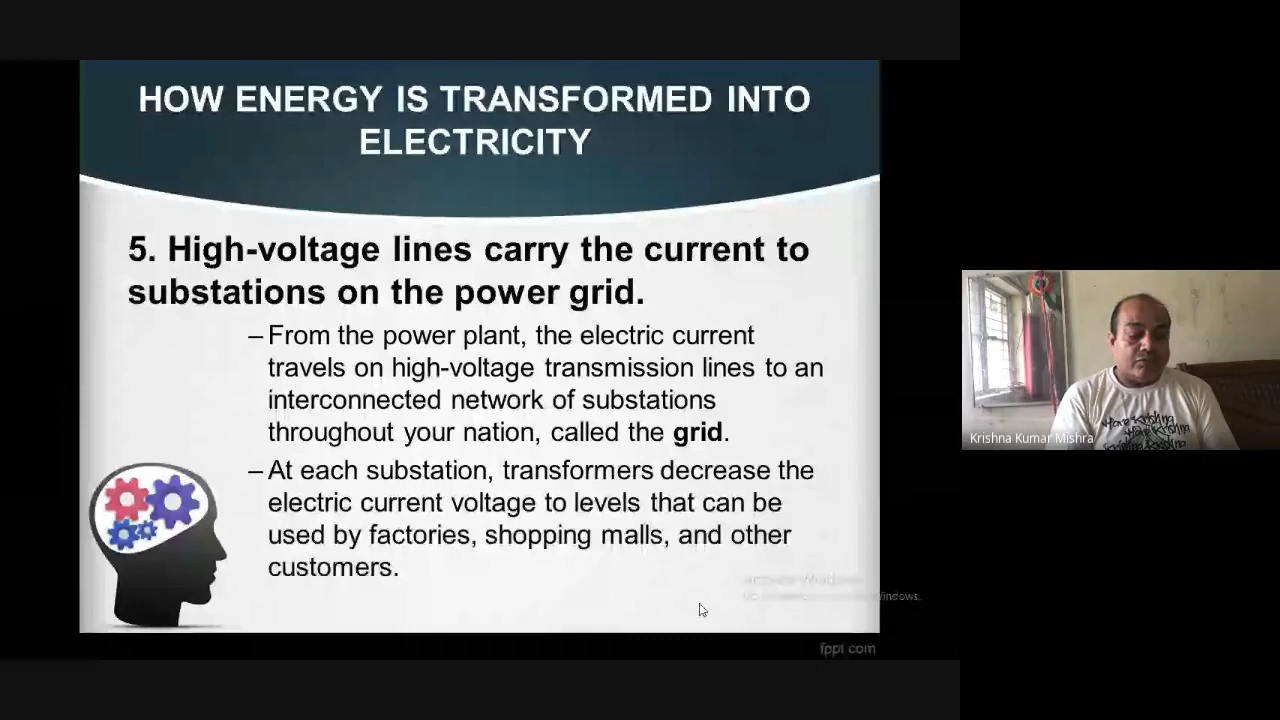 HOW ENERGY IS TRANSFORMED INTO
ELECTRICITY
5. High-voltage lines carry the current to
substations on the power grid.
– From the power plant, the electric current
travels on high-voltage transmission lines to an
interconnected network of substations
throughout your nation, called the grid.
– At each substation, transformers decrease the
electric current voltage to levels that can be
used by factories, shopping malls, and other
customers.
Windows.
fppt.com
Hare Krishna
Krishna Kumar Mishra